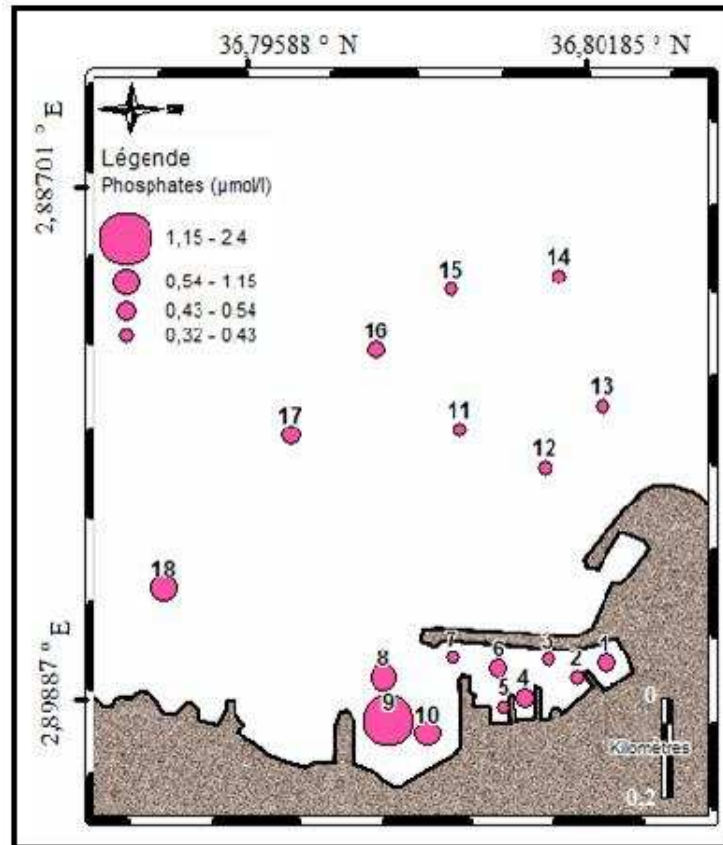 36,79588 ° N
36,80185 ° N
2,88701 ° E
Légende
Phosphates (µmol/l)
1,15 - 2.4
0,54 - 1.15
0,43 - 0.54
0,32 - 0.43
14
15
16
13
17
11
12
18
7
6
3
1
8
2
9
5
4
10
2,89887 ° E
0
Kilomètres
0.2